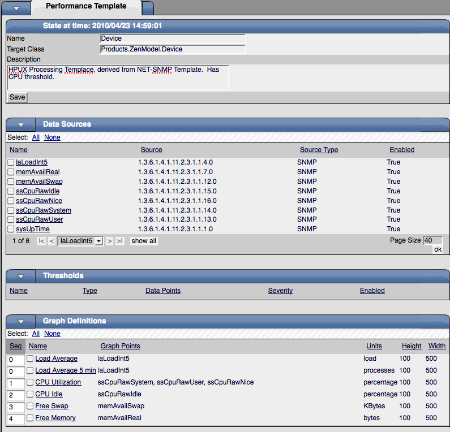 Performance Template
State at time: 2010/04/23 14:59:01
Name Device
Target Class Products.ZenModel.Device
Description
HPUX Processing Templace, derived from NET-SNMP Template. Has
CPU threshold.
Save
Data Sources
Select: All None
Name Source Source Type Enabled
laLoadInt5 1.3.6.1.4.1.11.2.3.1.1.4.0 SNMP True
memAvailReal 1.3.6.1.4.1.11.2.3.1.1.7.0 SNMP True
memAvailSwap 1.3.6.1.4.1.11.2.3.1.1.12.0 SNMP True
ssCpuRawIdle 1.3.6.1.4.1.11.2.3.1.1.15.0 SNMP True
ssCpuRawNice 1.3.6.1.4.1.11.2.3.1.1.16.0 SNMP True
ssCpuRawSystem 1.3.6.1.4.1.11.2.3.1.1.14.0 SNMP True
ssCpuRawUser 1.3.6.1.4.1.11.2.3.1.1.13.0 SNMP True
sysUpTime 1.3.6.1.4.1.11.2.3.1.1.1.0 SNMP True
1 of 8 |< < laLoadInt5 > >| show all Page Size 40
ok
Thresholds
Name Type Data Points Severity Enabled
Graph Definitions
Select: All None
Seq Name Graph Points Units Height Width
0 Load Average laLoadInt5 load 100 500
0 Load Average 5 min laLoadInt5 processes 100 500
1 CPU Utilization ssCpuRawSystem, ssCpuRawUser, ssCpuRawNice percentage 100 500
2 CPU Idle ssCpuRawIdle percentage 100 500
3 Free Swap memAvailSwap KBytes 100 500
4 Free Memory memAvailReal bytes 100 500